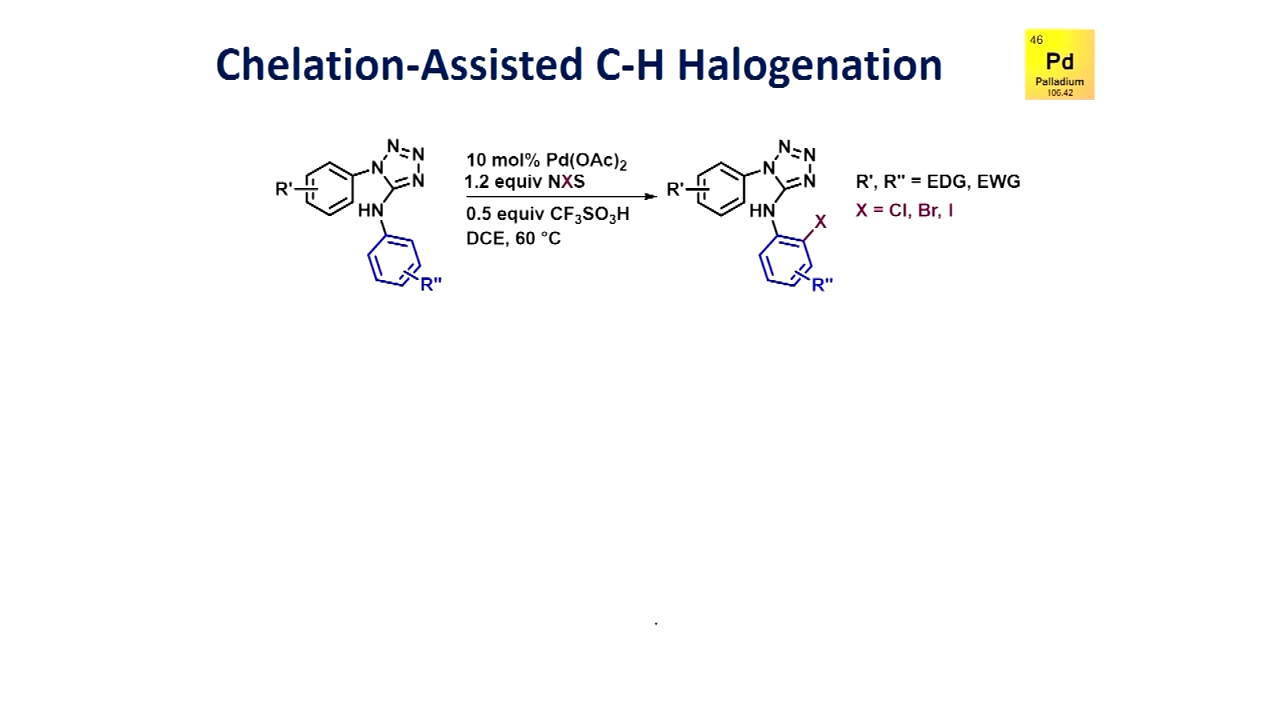 Chelation-Assisted C-H Halogenation
46
Pd
Palladium
106.42
R'
N
N
N
N
HN
R"
10 mol% Pd(OAc)₂
1.2 equiv NXS
0.5 equiv CF₃SO₃H
DCE, 60 °C
R'
N
N
N
N
HN
X
R"
R', R" = EDG, EWG
X = Cl, Br, I